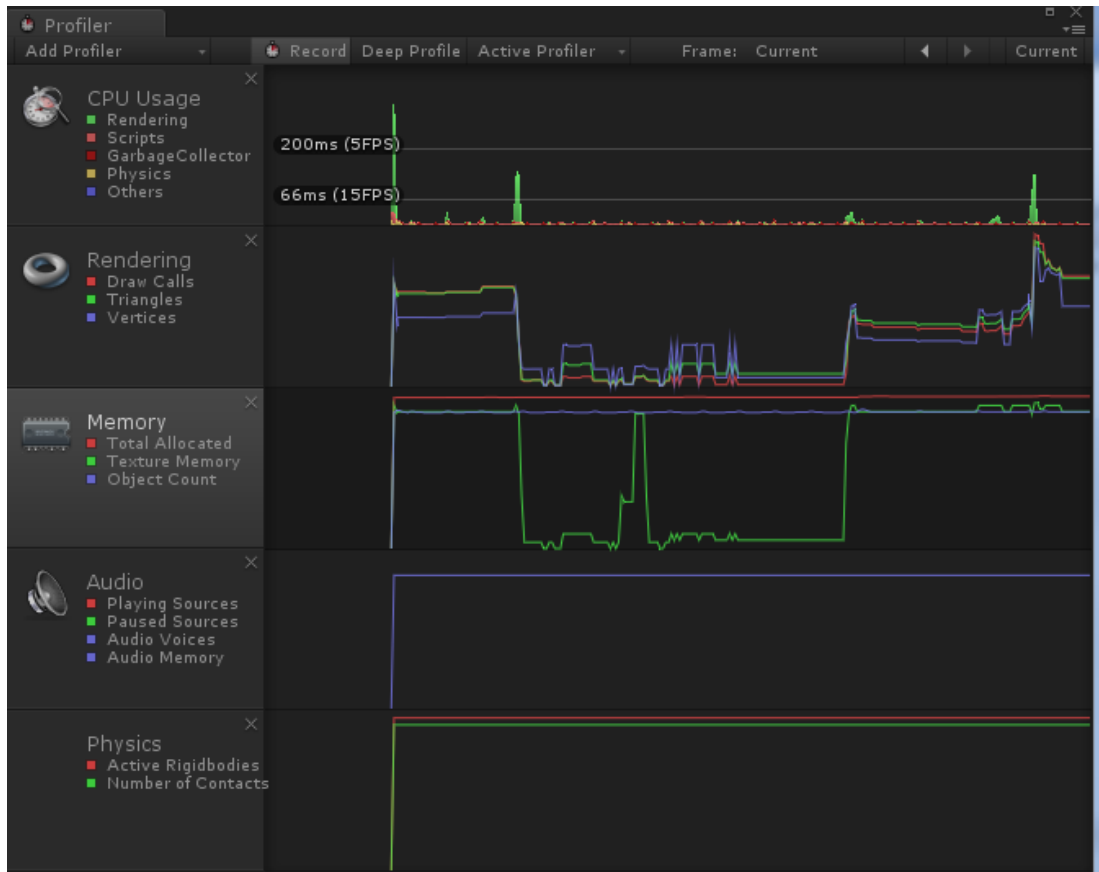 Profiler
Add Profiler Record Deep Profile Active Profiler Frame: Current Current
CPU Usage
Rendering
Scripts
GarbageCollector
Physics
Others
200ms (5FPS)
66ms (15FPS)
Rendering
Draw Calls
Triangles
Vertices
Memory
Total Allocated
Texture Memory
Object Count
Audio
Playing Sources
Paused Sources
Audio Voices
Audio Memory
Physics
Active Rigidbodies
Number of Contacts